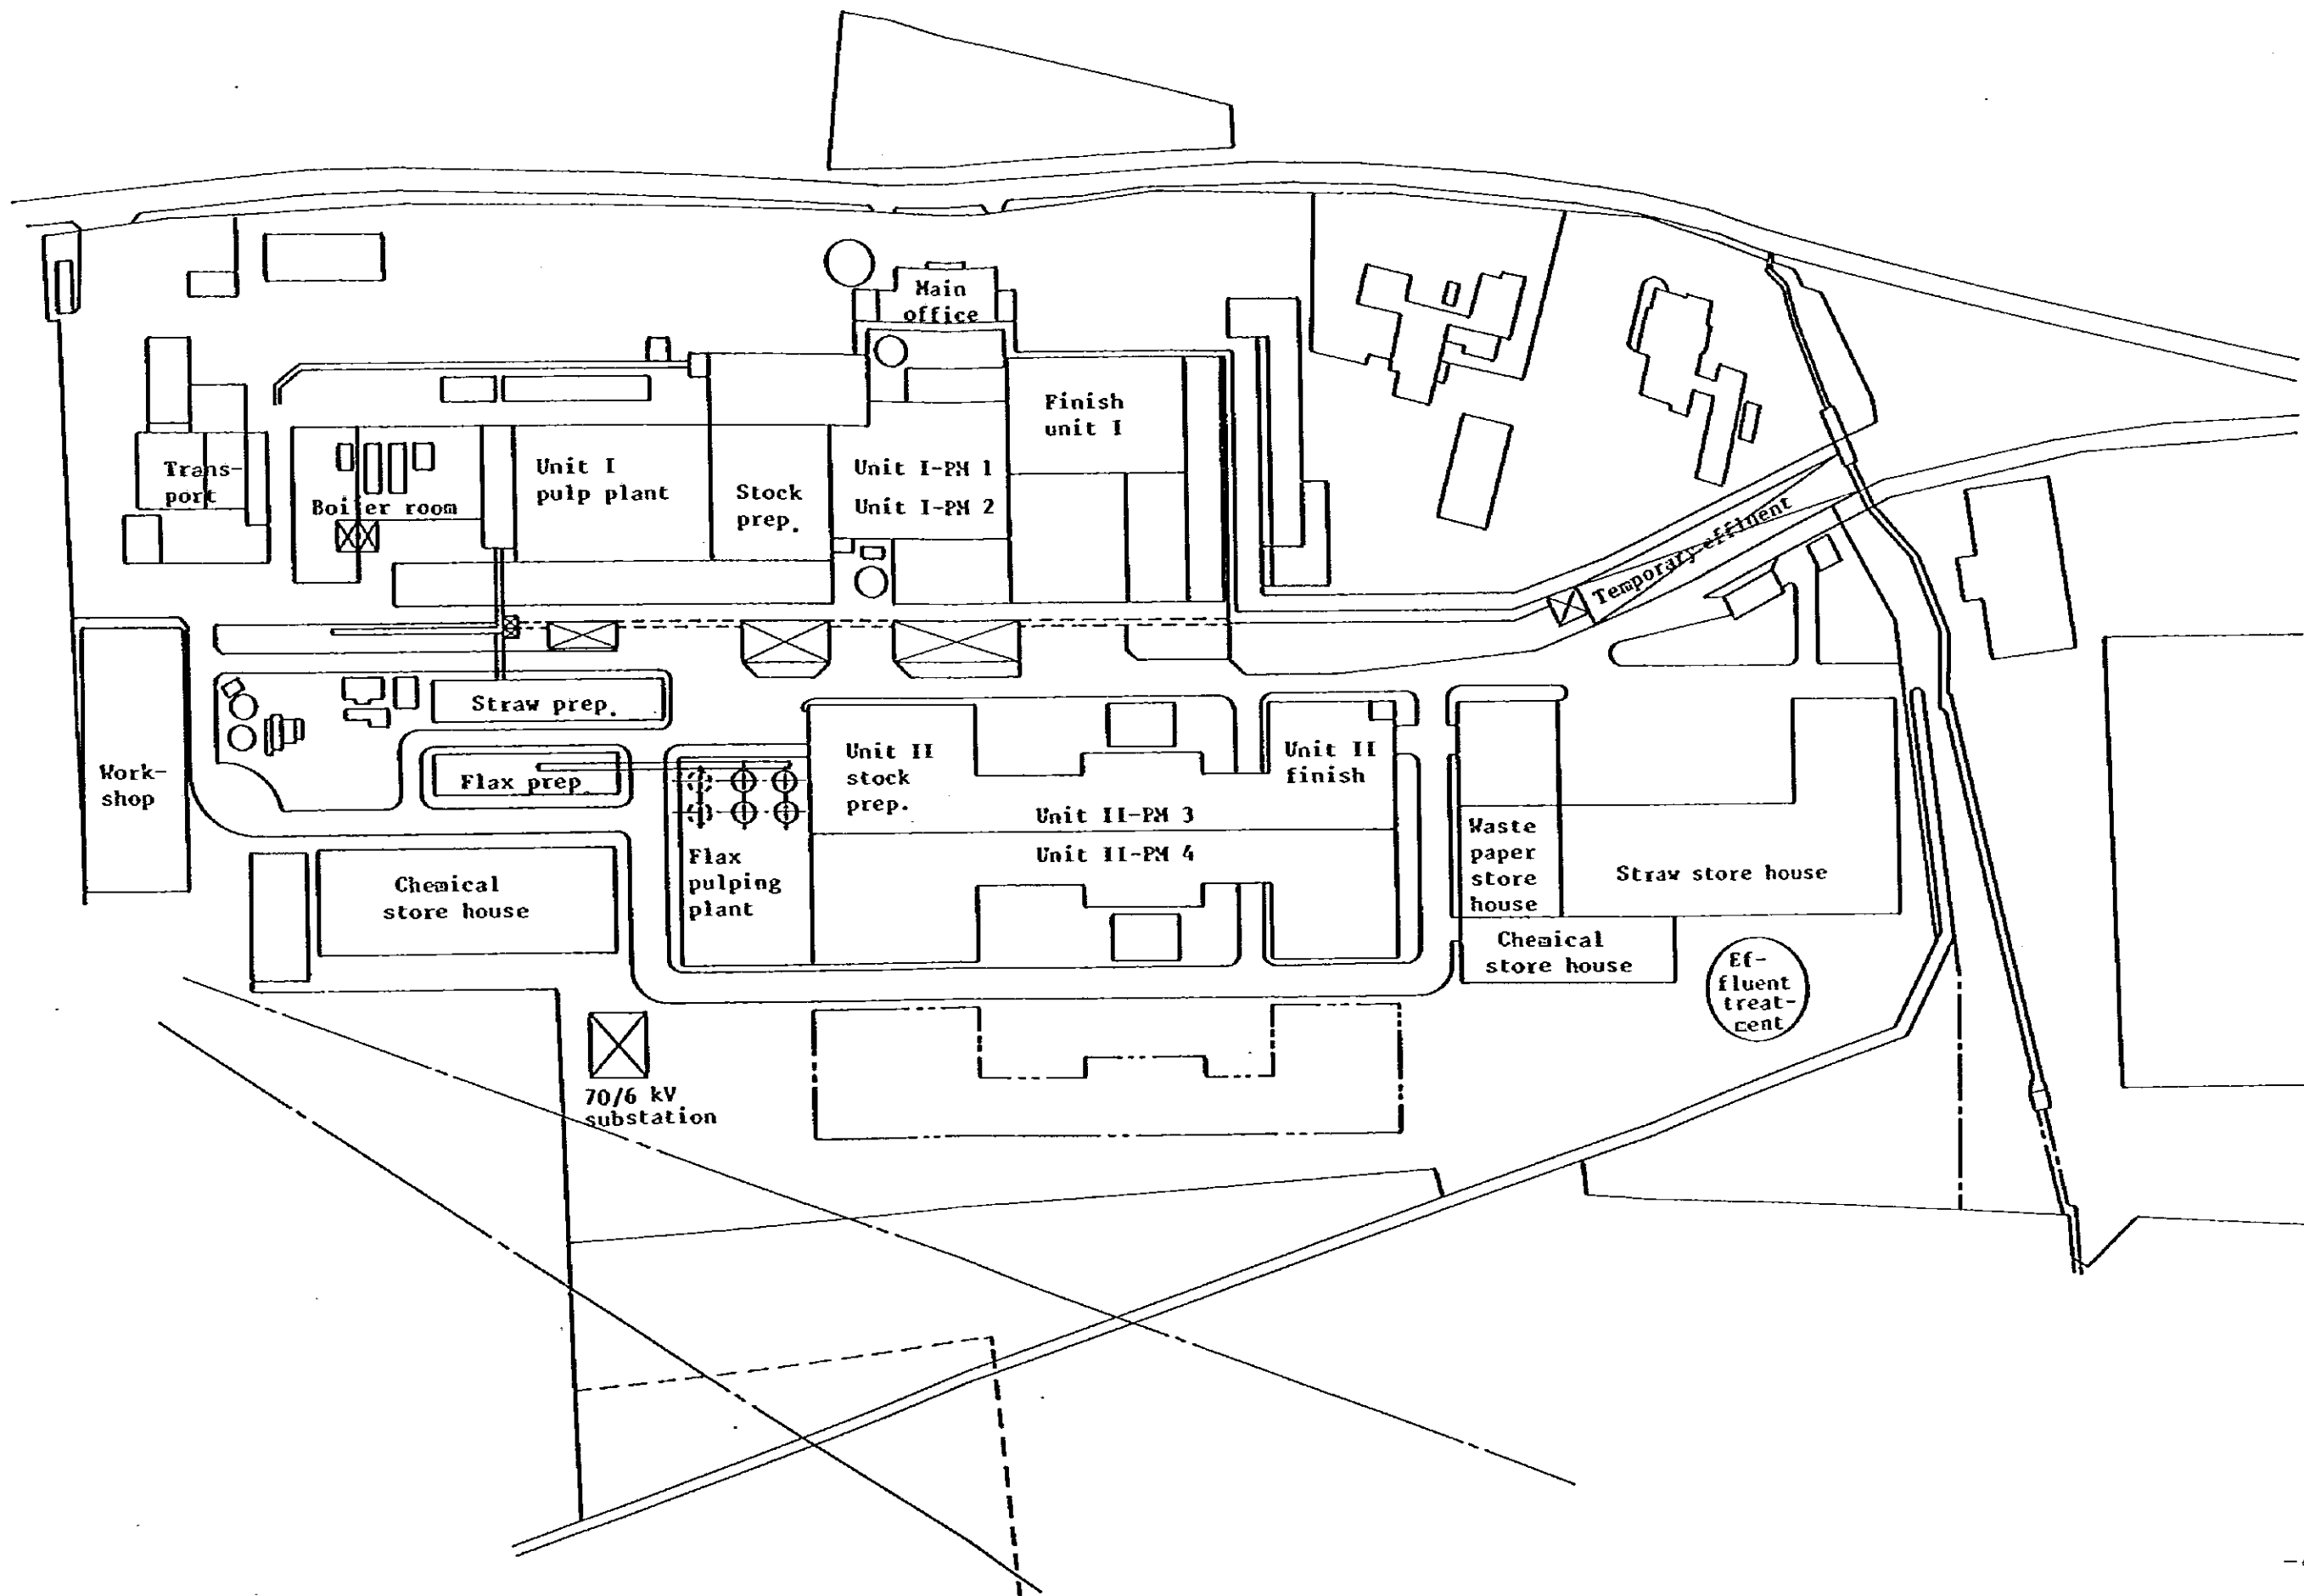 Main
office
Finish
unit I
Trans-
port
Boiler room
Unit I
pulp plant
Stock
prep.
Unit I-PM 1
Unit I-PM 2
Temporary effluent
Straw prep.
Flax prep.
Work-
shop
Unit II
stock
prep.
Unit II
finish
Unit II-PM 3
Unit II-PM 4
Flax
pulping
plant
Chemical
store house
Waste
paper
store
house
Straw store house
Chemical
store house
Ef-
fluent
treat-
ment
70/6 kV
substation